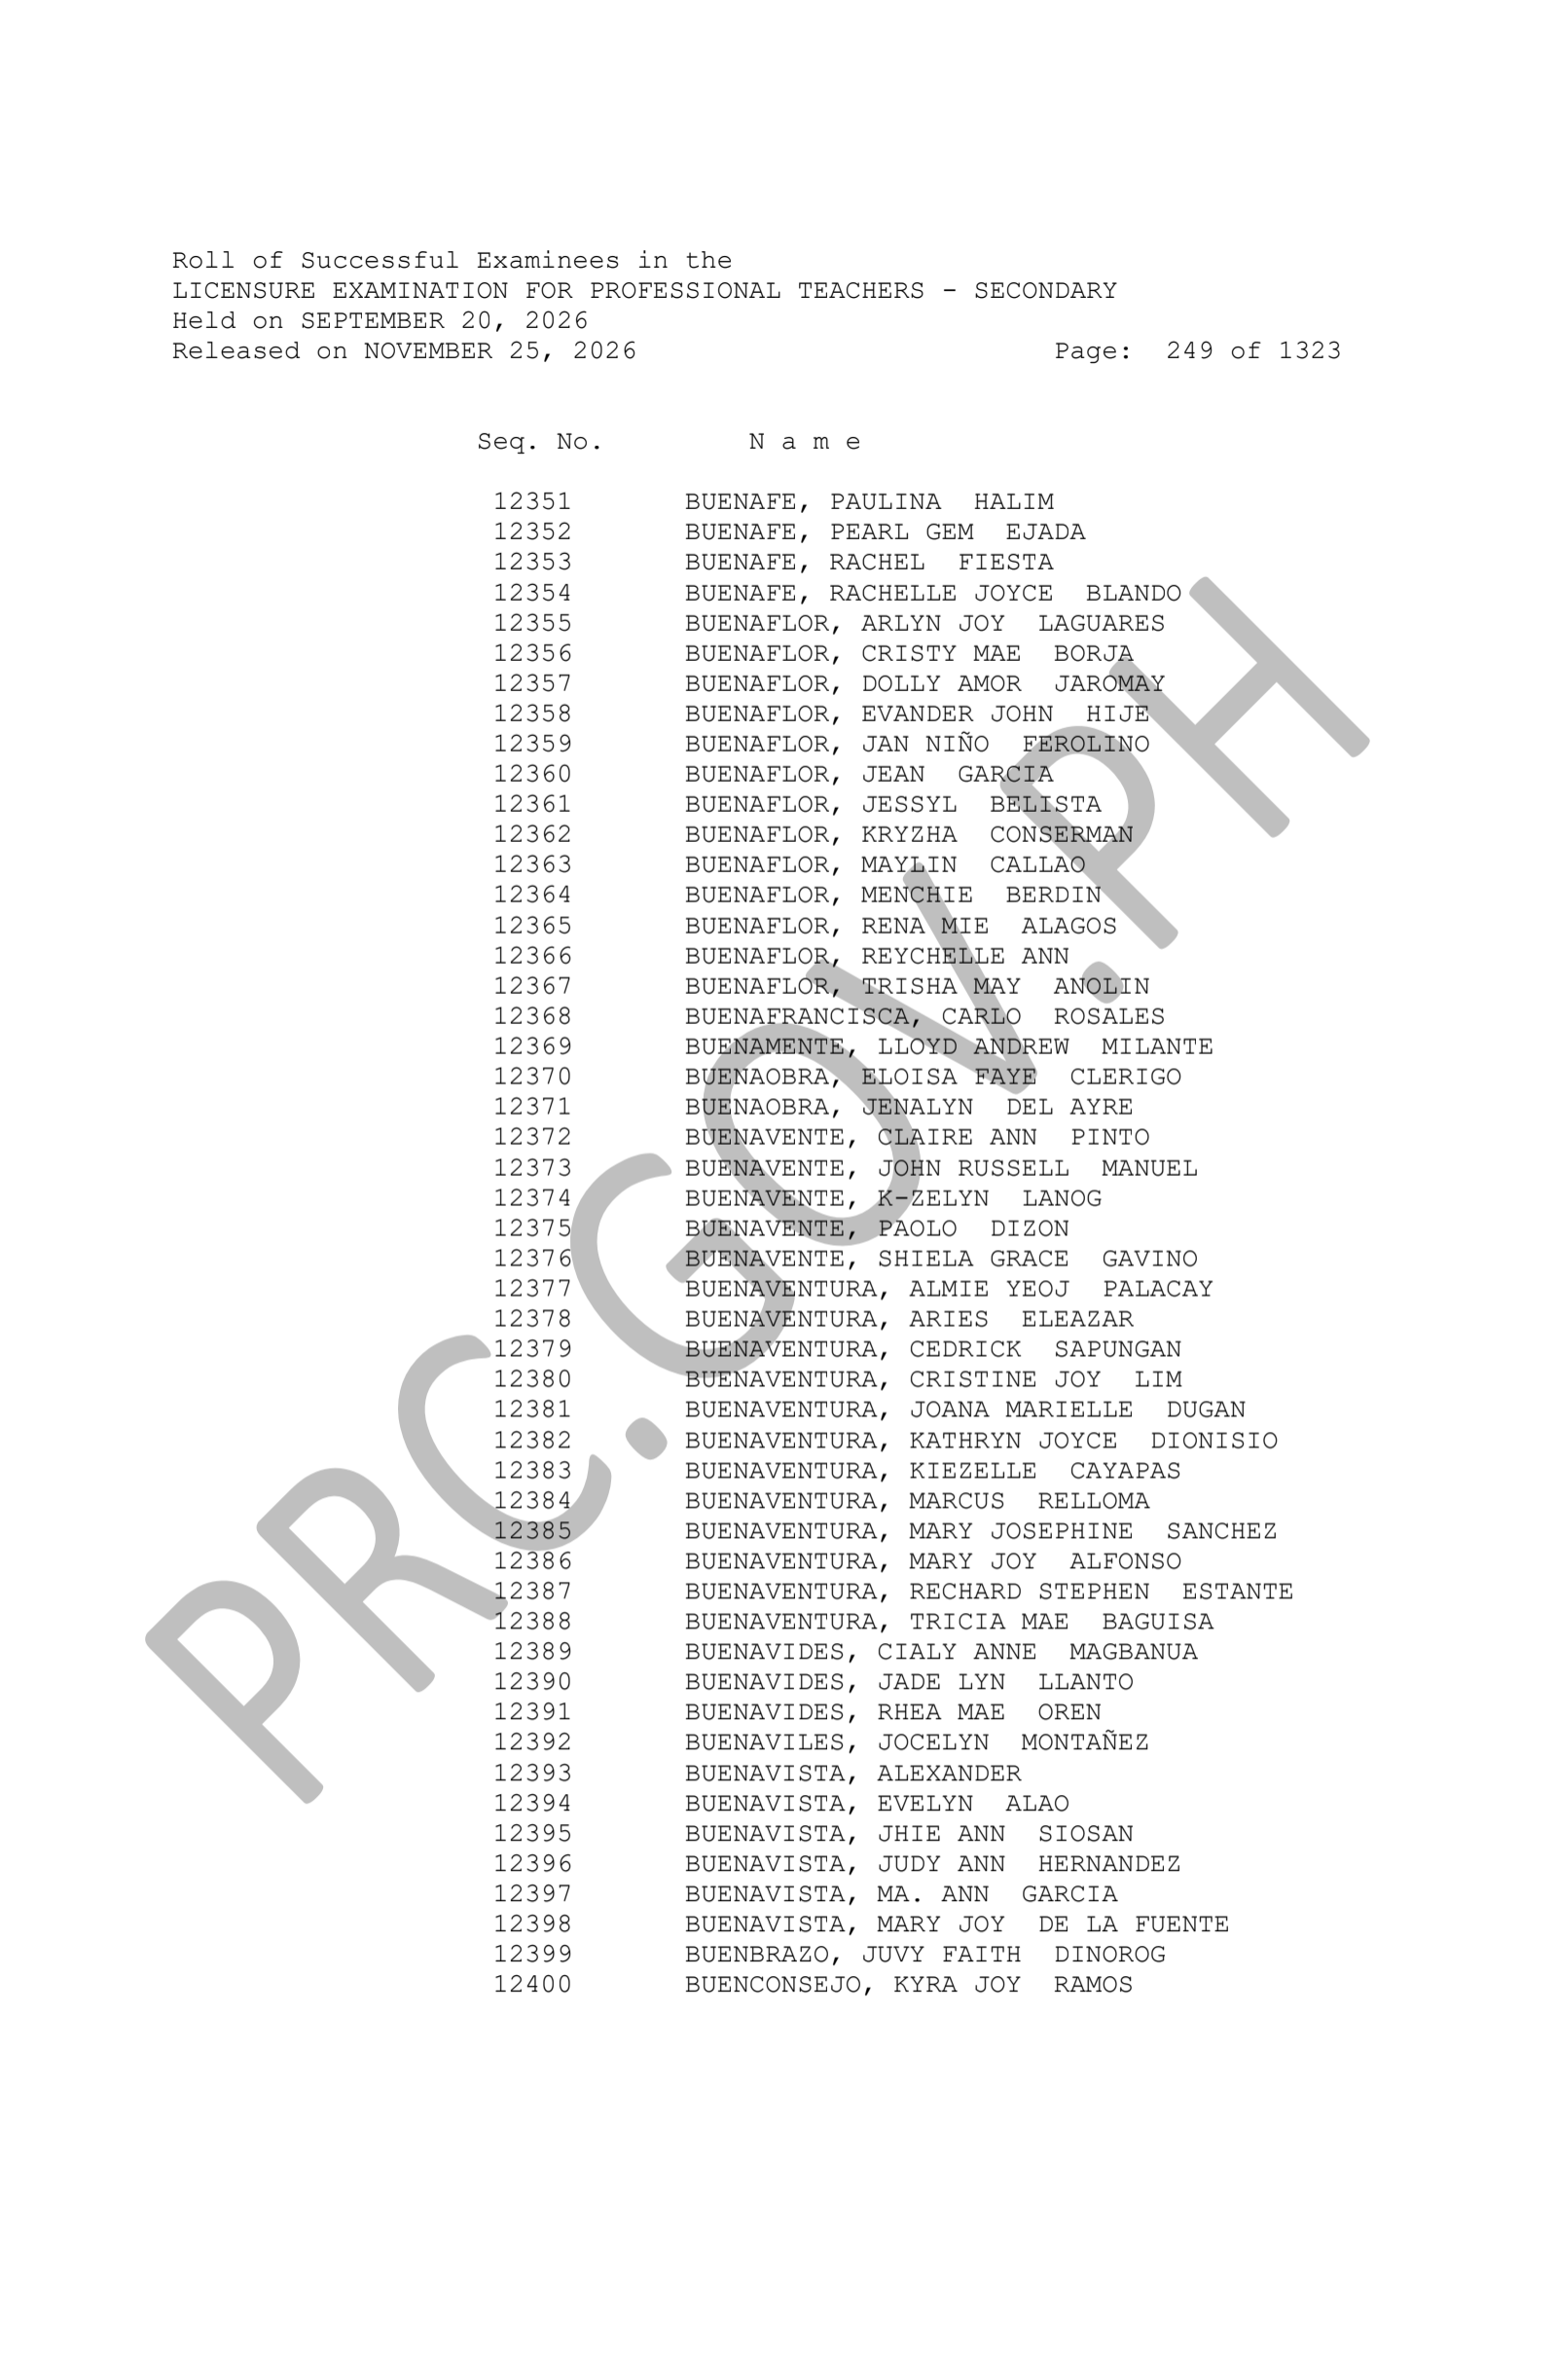 Roll of Successful Examinees in the
LICENSURE EXAMINATION FOR PROFESSIONAL TEACHERS - SECONDARY
Held on SEPTEMBER 20, 2026
Released on NOVEMBER 25, 2026 Page: 249 of 1323
Seq. No. N a m e
12351 BUENAFE, PAULINA HALIM
12352 BUENAFE, PEARL GEM EJADA
12353 BUENAFE, RACHEL FIESTA
12354 BUENAFE, RACHELLE JOYCE BLANDO
12355 BUENAFLOR, ARLYN JOY LAGUARES
12356 BUENAFLOR, CRISTY MAE BORJA
12357 BUENAFLOR, DOLLY AMOR JAROMAY
12358 BUENAFLOR, EVANDER JOHN HIJE
12359 BUENAFLOR, JAN NIÑO FEROLINO
12360 BUENAFLOR, JEAN GARCIA
12361 BUENAFLOR, JESSYL BELISTA
12362 BUENAFLOR, KRYZHA CONSERMAN
12363 BUENAFLOR, MAYLIN CALLAO
12364 BUENAFLOR, MENCHIE BERDIN
12365 BUENAFLOR, RENA MIE ALAGOS
12366 BUENAFLOR, REYCHELLE ANN
12367 BUENAFLOR, TRISHA MAY ANOLIN
12368 BUENAFRANCISCA, CARLO ROSALES
12369 BUENAMENTE, LLOYD ANDREW MILANTE
12370 BUENAOBRA, ELOISA FAYE CLERIGO
12371 BUENAOBRA, JENALYN DEL AYRE
12372 BUENAVENTE, CLAIRE ANN PINTO
12373 BUENAVENTE, JOHN RUSSELL MANUEL
12374 BUENAVENTE, K-ZELYN LANOG
12375 BUENAVENTE, PAOLO DIZON
12376 BUENAVENTE, SHIELA GRACE GAVINO
12377 BUENAVENTURA, ALMIE YEOJ PALACAY
12378 BUENAVENTURA, ARIES ELEAZAR
12379 BUENAVENTURA, CEDRICK SAPUNGAN
12380 BUENAVENTURA, CRISTINE JOY LIM
12381 BUENAVENTURA, JOANA MARIELLE DUGAN
12382 BUENAVENTURA, KATHRYN JOYCE DIONISIO
12383 BUENAVENTURA, KIEZELLE CAYAPAS
12384 BUENAVENTURA, MARCUS RELLOMA
12385 BUENAVENTURA, MARY JOSEPHINE SANCHEZ
12386 BUENAVENTURA, MARY JOY ALFONSO
12387 BUENAVENTURA, RECHARD STEPHEN ESTANTE
12388 BUENAVENTURA, TRICIA MAE BAGUISA
12389 BUENAVIDES, CIALY ANNE MAGBANUA
12390 BUENAVIDES, JADE LYN LLANTO
12391 BUENAVIDES, RHEA MAE OREN
12392 BUENAVILES, JOCELYN MONTAÑEZ
12393 BUENAVISTA, ALEXANDER
12394 BUENAVISTA, EVELYN ALAO
12395 BUENAVISTA, JHIE ANN SIOSAN
12396 BUENAVISTA, JUDY ANN HERNANDEZ
12397 BUENAVISTA, MA. ANN GARCIA
12398 BUENAVISTA, MARY JOY DE LA FUENTE
12399 BUENBRAZO, JUVY FAITH DINOROG
12400 BUENCONSEJO, KYRA JOY RAMOS
PRC.GOV.PH